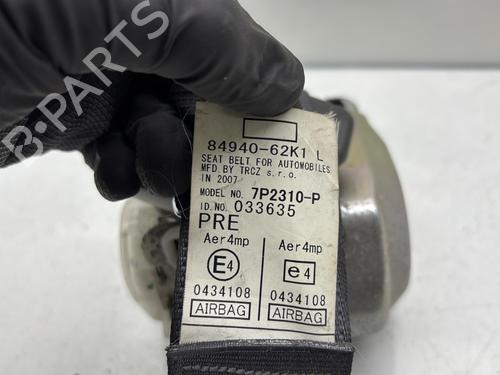 84940-62K1 L
SEAT BELT FOR AUTOMOBILES
MFD. BY TRCZ s.r.o.
IN 2007
MODEL NO. 7P2310-P
ID.NO. 033635
PRE
Aer4mp Aer4mp
E4 e4
0434108 0434108
AIRBAG AIRBAG
B-PARTS